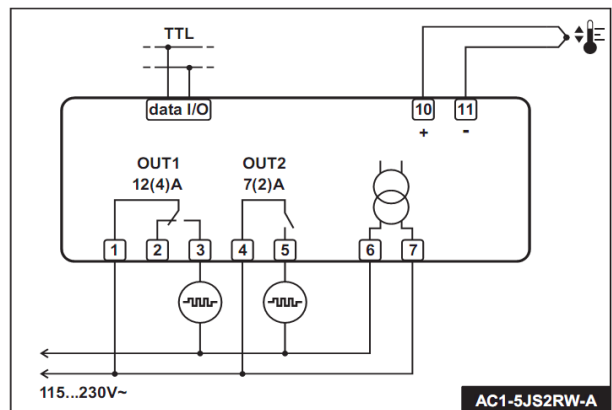 TTL
data I/O
10 11
+ -
OUT1 OUT2
12(4)A 7(2)A
1 2 3 4 5 6 7
115...230V~
AC1-5JS2RW-A